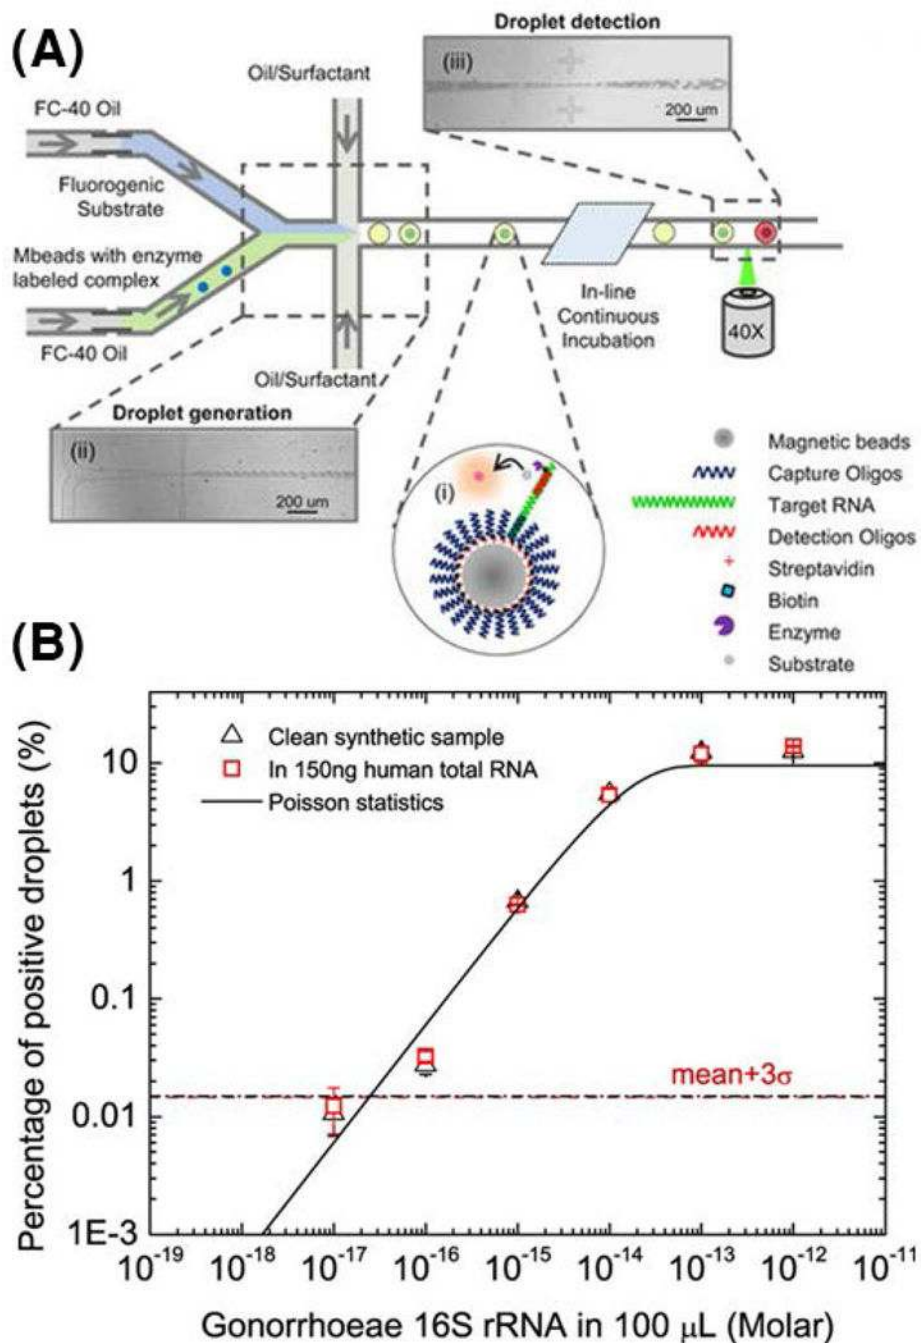 (A)
Droplet detection
(iii)
200 um
Oil/Surfactant
FC-40 Oil
Fluorogenic
Substrate
Mbeads with enzyme
labeled complex
FC-40 Oil
Oil/Surfactant
In-line
Continuous
Incubation
40X
Droplet generation
(ii)
200 um
(i)
Magnetic beads
Capture Oligos
Target RNA
Detection Oligos
Streptavidin
Biotin
Enzyme
Substrate
(B)
Percentage of positive droplets (%)
10
1
0.1
0.01
1E-3
Clean synthetic sample
In 150ng human total RNA
Poisson statistics
mean+3σ
10⁻¹⁹ 10⁻¹⁸ 10⁻¹⁷ 10⁻¹⁶ 10⁻¹⁵ 10⁻¹⁴ 10⁻¹³ 10⁻¹² 10⁻¹¹
Gonorrhoeae 16S rRNA in 100 μL (Molar)